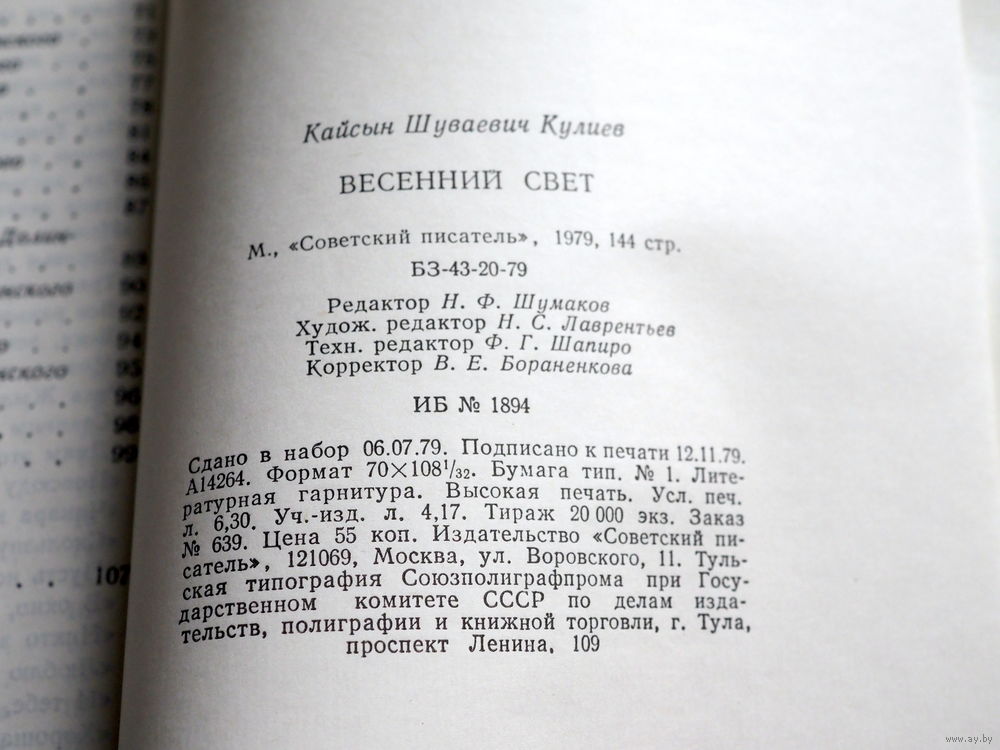 Кайсын Шуваевич Кулиев
ВЕСЕННИЙ СВЕТ
М., «Советский писатель», 1979, 144 стр.
БЗ-43-20-79
Редактор Н. Ф. Шумаков
Худож. редактор Н. С. Лаврентьев
Техн. редактор Ф. Г. Шапиро
Корректор В. Е. Бораненкова
ИБ № 1894
Сдано в набор 06.07.79. Подписано к печати 12.11.79.
А14264. Формат 70×108¹/₃₂. Бумага тип. № 1. Лите-
ратурная гарнитура. Высокая печать. Усл. печ.
л. 6,30. Уч.-изд. л. 4,17. Тираж 20 000 экз. Заказ
№ 639. Цена 55 коп. Издательство «Советский пи-
сатель», 121069, Москва, ул. Воровского, 11. Туль-
ская типография Союзполиграфпрома при Госу-
дарственном комитете СССР по делам изда-
тельств, полиграфии и книжной торговли, г. Тула,
проспект Ленина, 109
www.ay.by